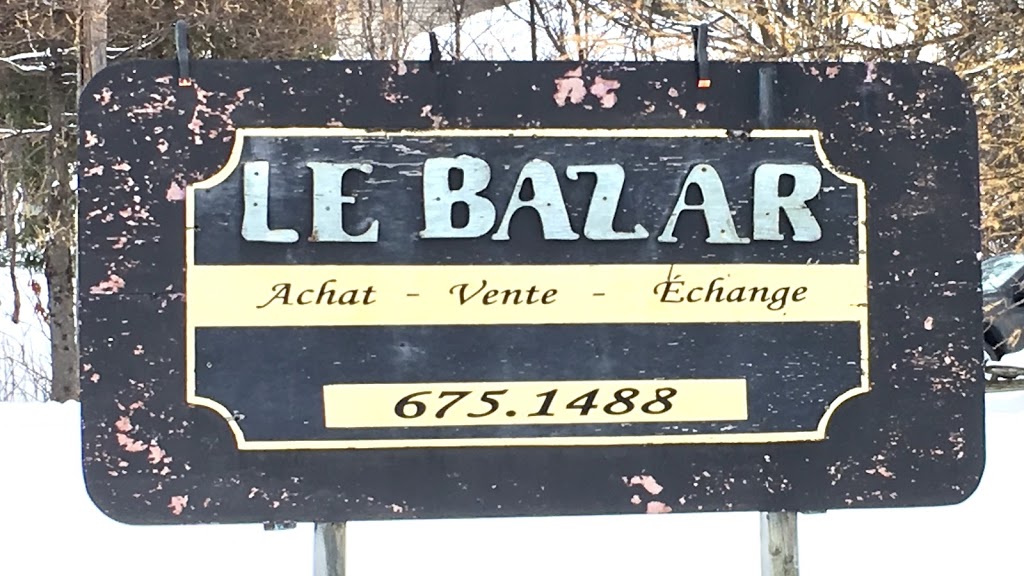 LE BAZAR
Achat - Vente - Échange
675.1488